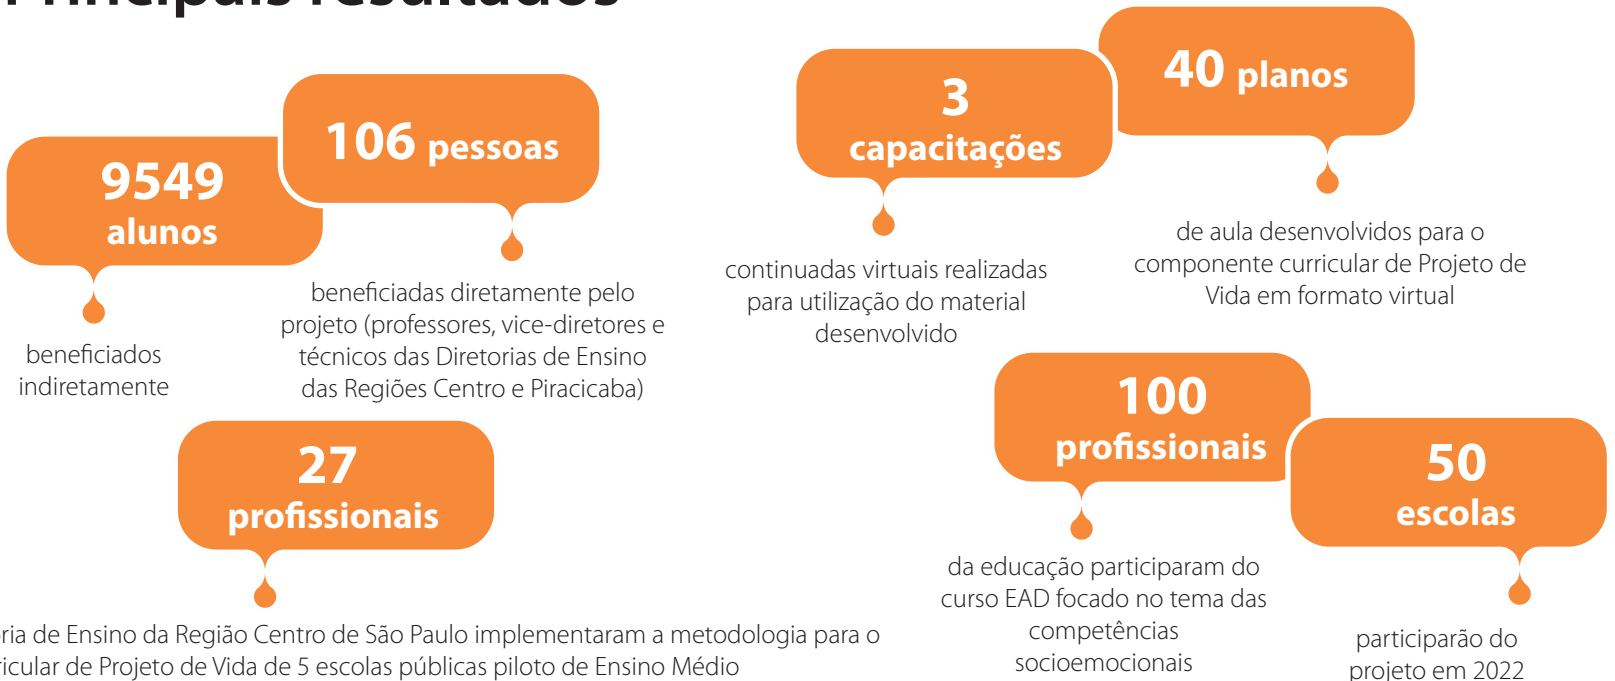 Principais resultados
9549
alunos
beneficiados
indiretamente
106 pessoas
beneficiadas diretamente pelo
projeto (professores, vice-diretores e
técnicos das Diretorias de Ensino
das Regiões Centro e Piracicaba)
27
profissionais
ria de Ensino da Região Centro de São Paulo implementaram a metodologia para o
ricular de Projeto de Vida de 5 escolas públicas piloto de Ensino Médio
3
capacitações
continuadas virtuais realizadas
para utilização do material
desenvolvido
40 planos
de aula desenvolvidos para o
componente curricular de Projeto de
Vida em formato virtual
100
profissionais
da educação participaram do
curso EAD focado no tema das
competências
socioemocionais
50
escolas
participarão do
projeto em 2022